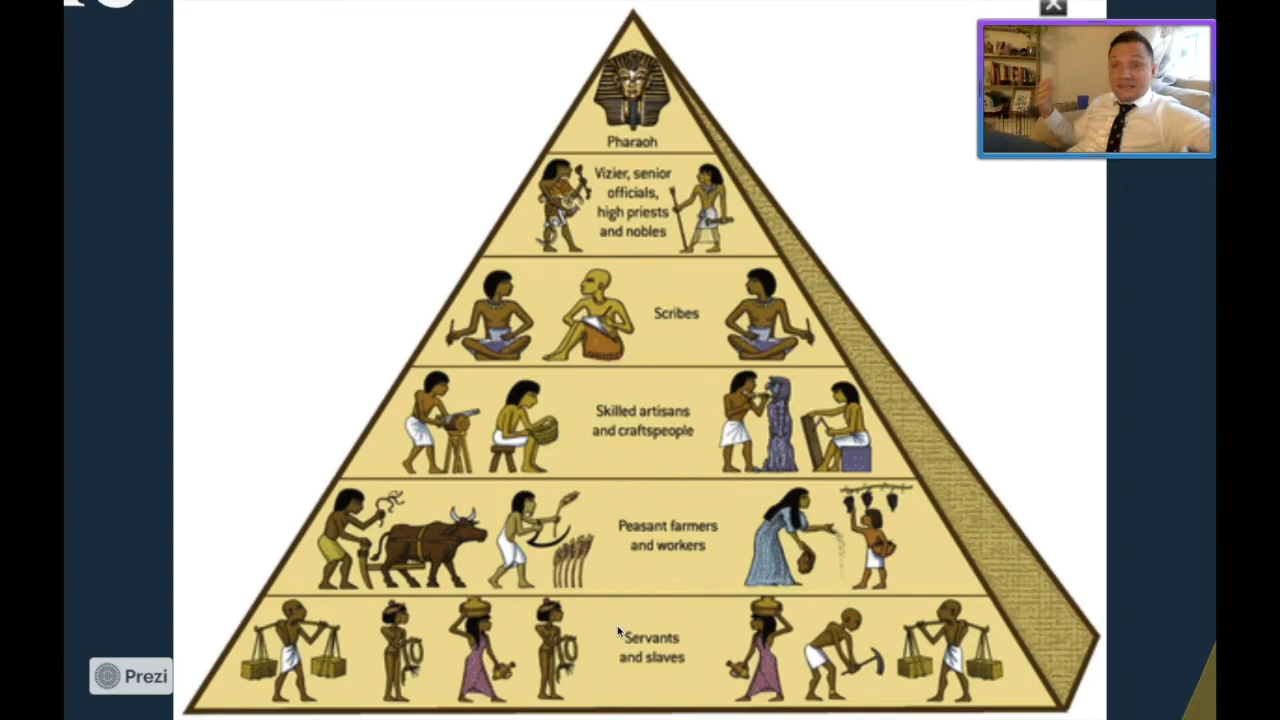 Pharaoh
Vizier, senior
officials,
high priests
and nobles
Scribes
Skilled artisans
and craftspeople
Peasant farmers
and workers
Servants
and slaves
Prezi